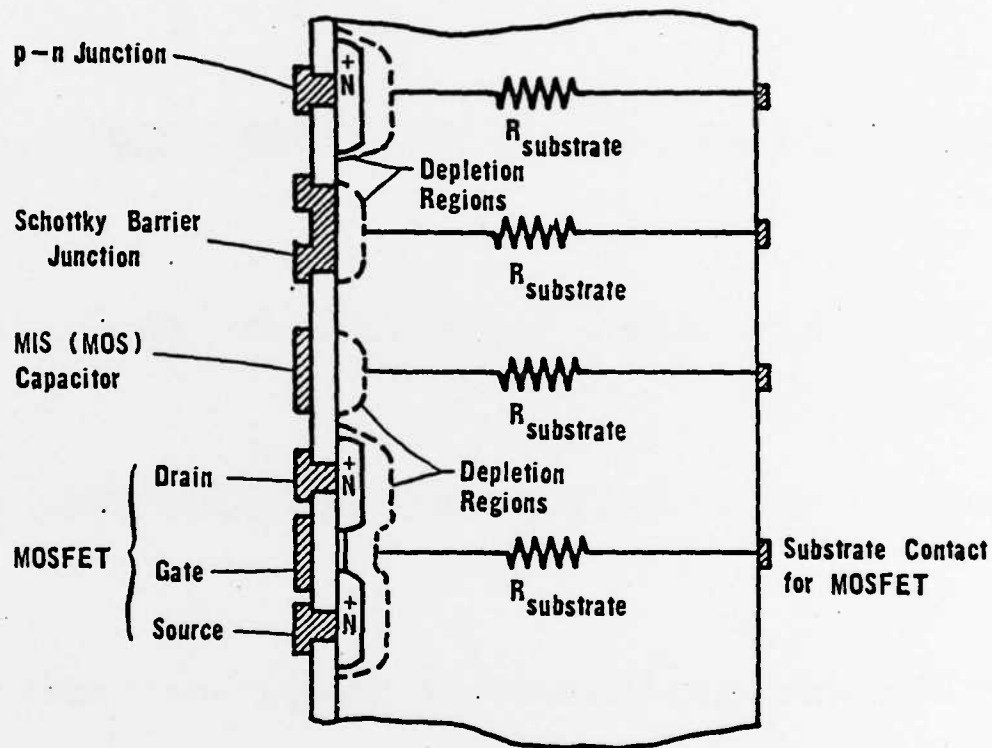 p-n Junction
+
N
R substrate
Depletion
Regions
Schottky Barrier
Junction
R substrate
MIS (MOS)
Capacitor
R substrate
Drain
+
N
Depletion
Regions
MOSFET
Gate
R substrate
Substrate Contact
for MOSFET
Source
+
N